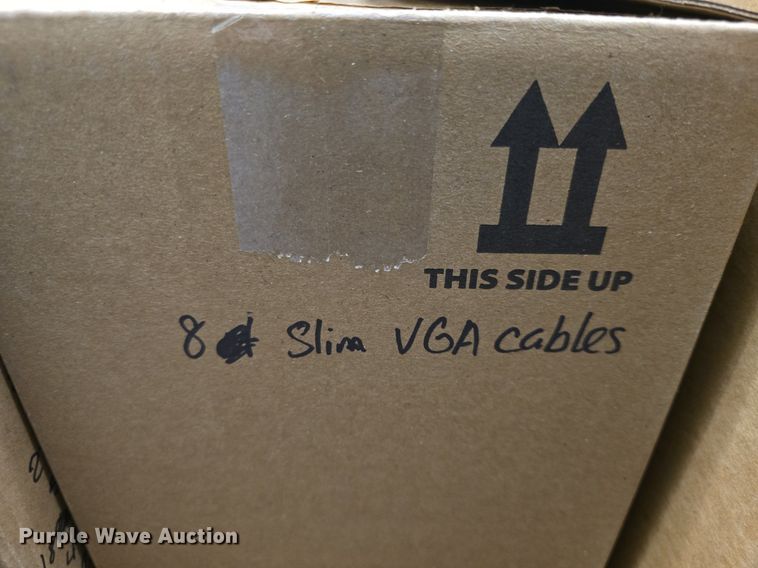 THIS SIDE UP
8 Slim VGA cables
Purple Wave Auction